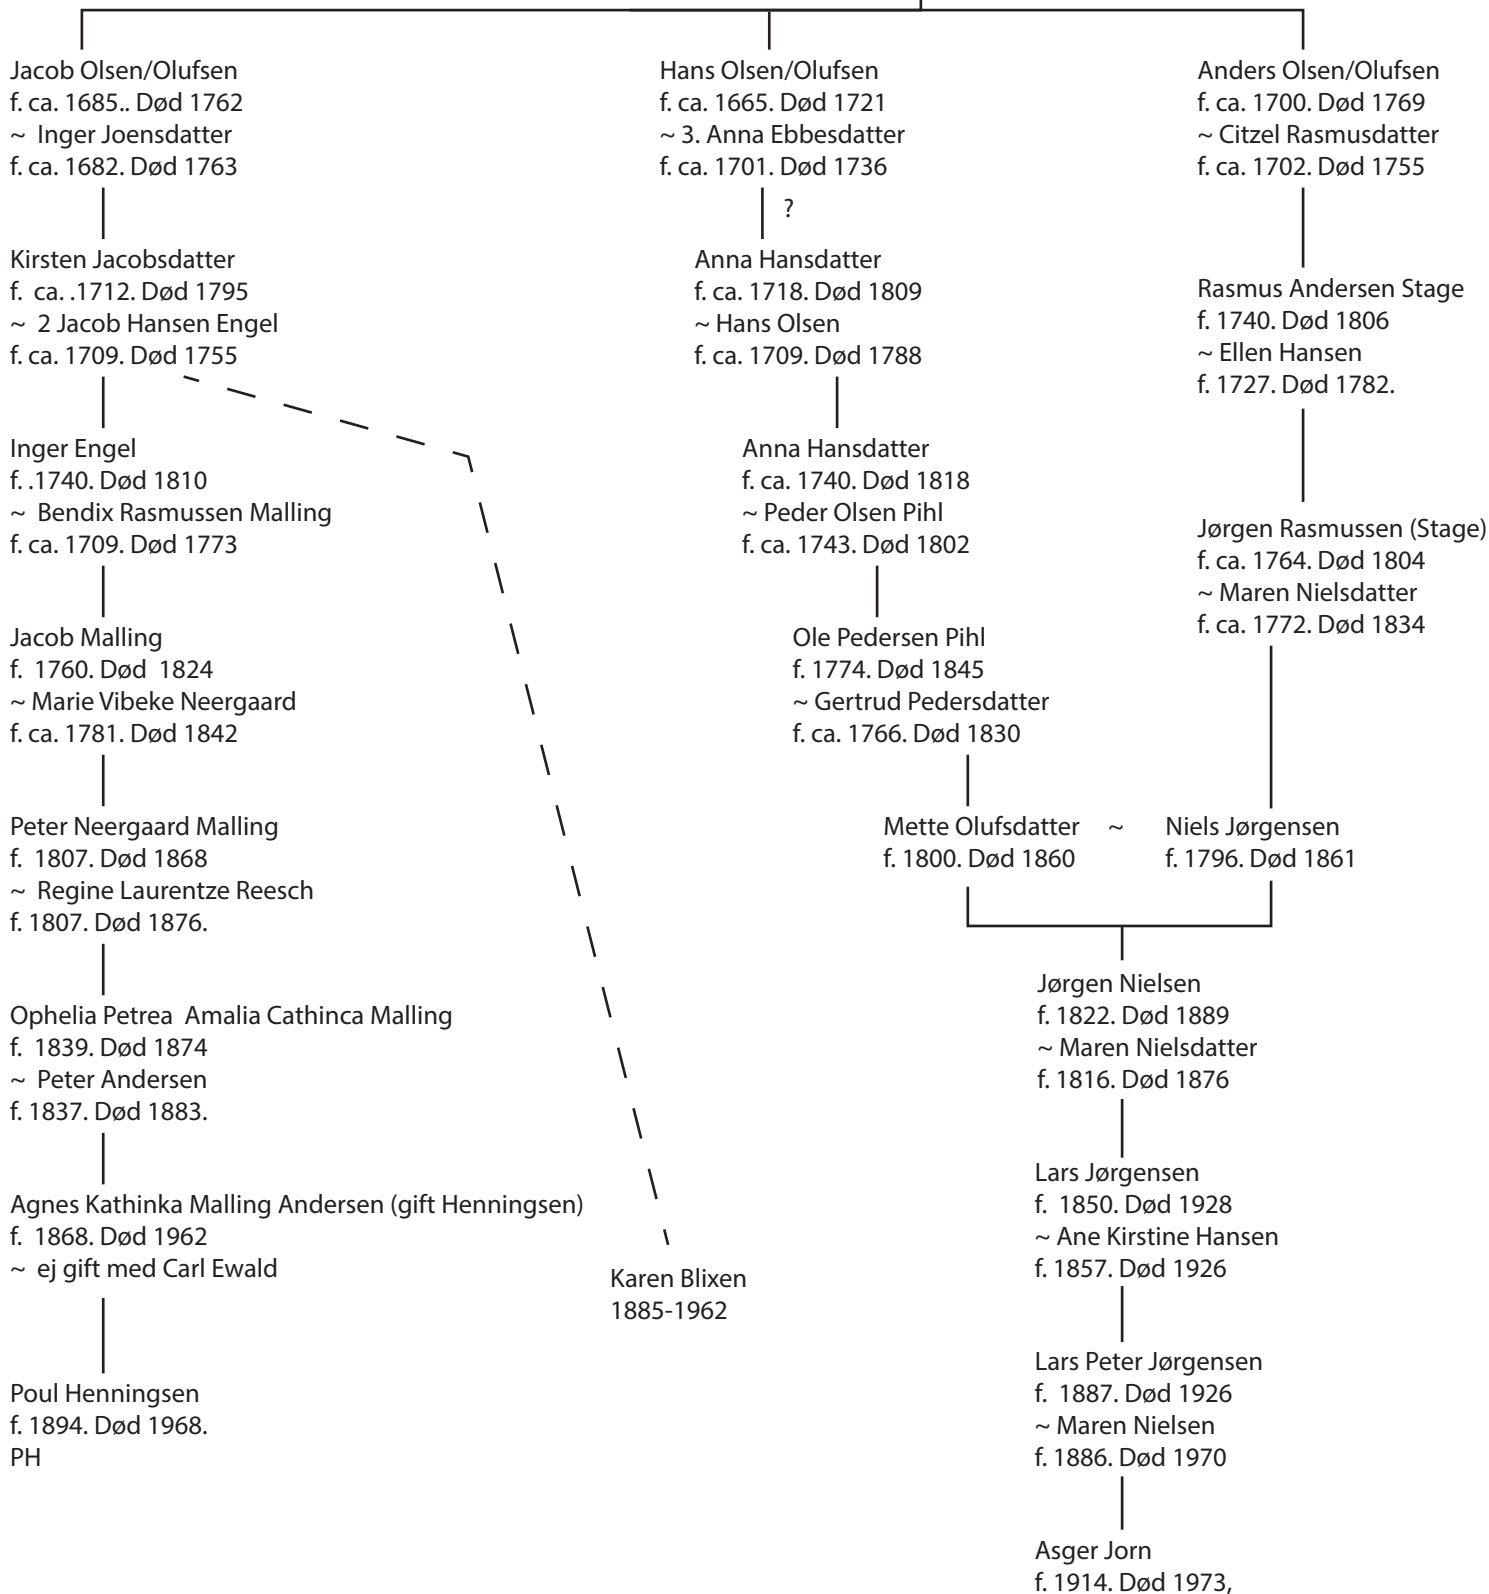 Jacob Olsen/Olufsen
f. ca. 1685.. Død 1762
~ Inger Joensdatter
f. ca. 1682. Død 1763
Kirsten Jacobsdatter
f. ca. .1712. Død 1795
~ 2 Jacob Hansen Engel
f. ca. 1709. Død 1755
Inger Engel
f. .1740. Død 1810
~ Bendix Rasmussen Malling
f. ca. 1709. Død 1773
Jacob Malling
f. 1760. Død 1824
~ Marie Vibeke Neergaard
f. ca. 1781. Død 1842
Peter Neergaard Malling
f. 1807. Død 1868
~ Regine Laurentze Reesch
f. 1807. Død 1876.
Ophelia Petrea Amalia Cathinca Malling
f. 1839. Død 1874
~ Peter Andersen
f. 1837. Død 1883.
Agnes Kathinka Malling Andersen (gift Henningsen)
f. 1868. Død 1962
~ ej gift med Carl Ewald
Poul Henningsen
f. 1894. Død 1968.
PH
Karen Blixen
1885-1962
Hans Olsen/Olufsen
f. ca. 1665. Død 1721
~ 3. Anna Ebbesdatter
f. ca. 1701. Død 1736
?
Anna Hansdatter
f. ca. 1718. Død 1809
~ Hans Olsen
f. ca. 1709. Død 1788
Anna Hansdatter
f. ca. 1740. Død 1818
~ Peder Olsen Pihl
f. ca. 1743. Død 1802
Ole Pedersen Pihl
f. 1774. Død 1845
~ Gertrud Pedersdatter
f. ca. 1766. Død 1830
Anders Olsen/Olufsen
f. ca. 1700. Død 1769
~ Citzel Rasmusdatter
f. ca. 1702. Død 1755
Rasmus Andersen Stage
f. 1740. Død 1806
~ Ellen Hansen
f. 1727. Død 1782.
Jørgen Rasmussen (Stage)
f. ca. 1764. Død 1804
~ Maren Nielsdatter
f. ca. 1772. Død 1834
Mette Olufsdatter ~ Niels Jørgensen
f. 1800. Død 1860 f. 1796. Død 1861
Jørgen Nielsen
f. 1822. Død 1889
~ Maren Nielsdatter
f. 1816. Død 1876
Lars Jørgensen
f. 1850. Død 1928
~ Ane Kirstine Hansen
f. 1857. Død 1926
Lars Peter Jørgensen
f. 1887. Død 1926
~ Maren Nielsen
f. 1886. Død 1970
Asger Jorn
f. 1914. Død 1973,